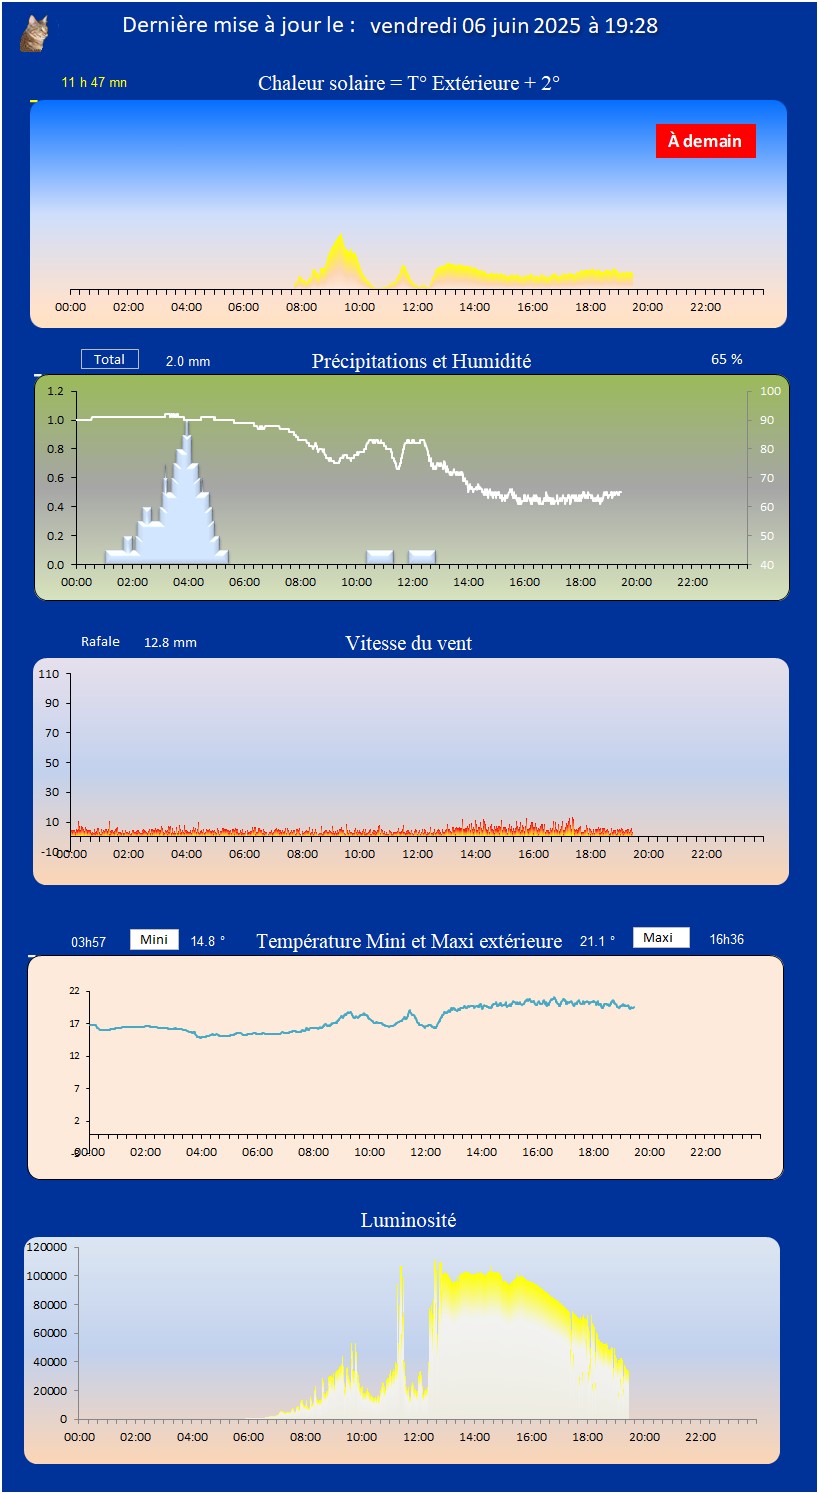 Dernière mise à jour le : vendredi 06 juin 2025 à 19:28
11 h 47 mn
Chaleur solaire = T° Extérieure + 2°
À demain
00:00 02:00 04:00 06:00 08:00 10:00 12:00 14:00 16:00 18:00 20:00 22:00
Total 2.0 mm Précipitations et Humidité 65 %
1.2 100
1.0 90
0.8 80
0.6 70
0.4 60
0.2 50
0.0 40
00:00 02:00 04:00 06:00 08:00 10:00 12:00 14:00 16:00 18:00 20:00 22:00
Rafale 12.8 mm Vitesse du vent
110
90
70
50
30
10
-10
00:00 02:00 04:00 06:00 08:00 10:00 12:00 14:00 16:00 18:00 20:00 22:00
03h57 Mini 14.8 ° Température Mini et Maxi extérieure 21.1 ° Maxi 16h36
22
17
12
7
2
00:00 02:00 04:00 06:00 08:00 10:00 12:00 14:00 16:00 18:00 20:00 22:00
Luminosité
120000
100000
80000
60000
40000
20000
0
00:00 02:00 04:00 06:00 08:00 10:00 12:00 14:00 16:00 18:00 20:00 22:00